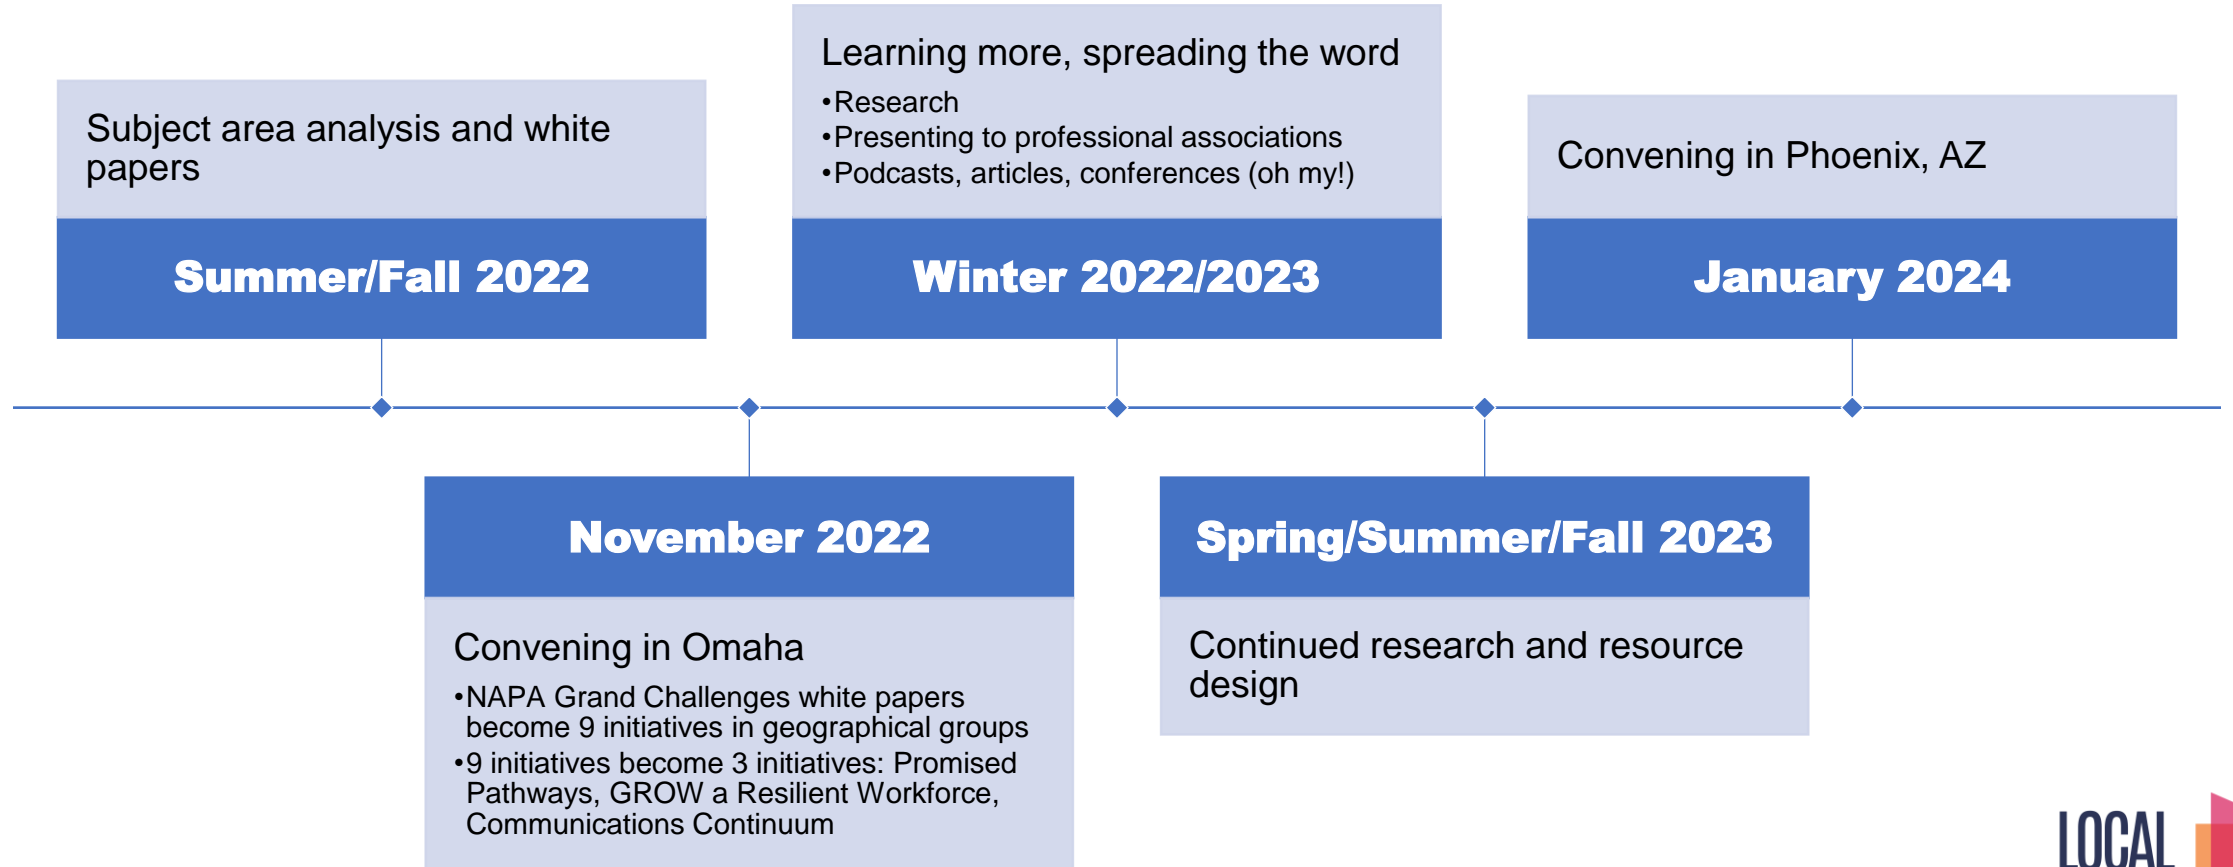 Subject area analysis and white
papers
Summer/Fall 2022
November 2022
Convening in Omaha
•NAPA Grand Challenges white papers
become 9 initiatives in geographical groups
•9 initiatives become 3 initiatives: Promised
Pathways, GROW a Resilient Workforce,
Communications Continuum
Learning more, spreading the word
•Research
•Presenting to professional associations
•Podcasts, articles, conferences (oh my!)
Winter 2022/2023
Spring/Summer/Fall 2023
Continued research and resource
design
Convening in Phoenix, AZ
January 2024
LOCAL